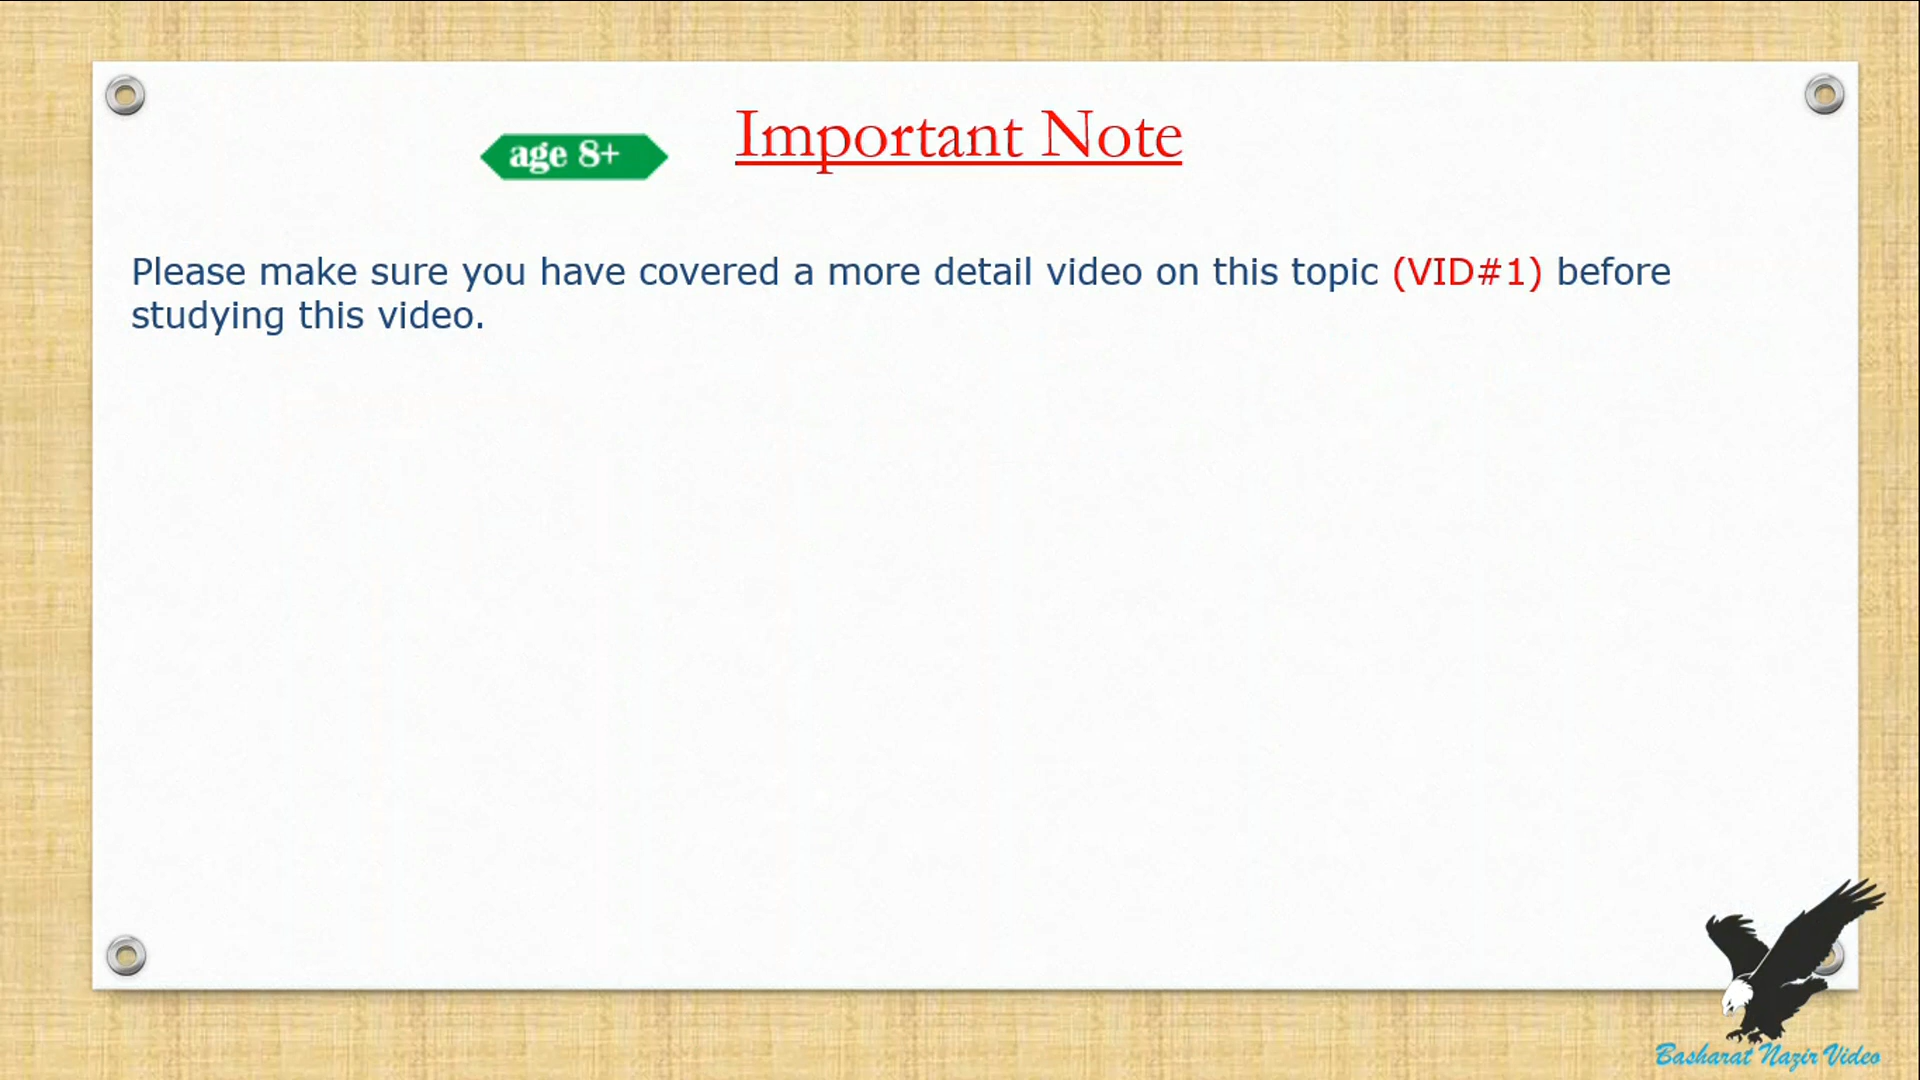 age 8+
Important Note
Please make sure you have covered a more detail video on this topic (VID#1) before
studying this video.
Basharat Nazir Video